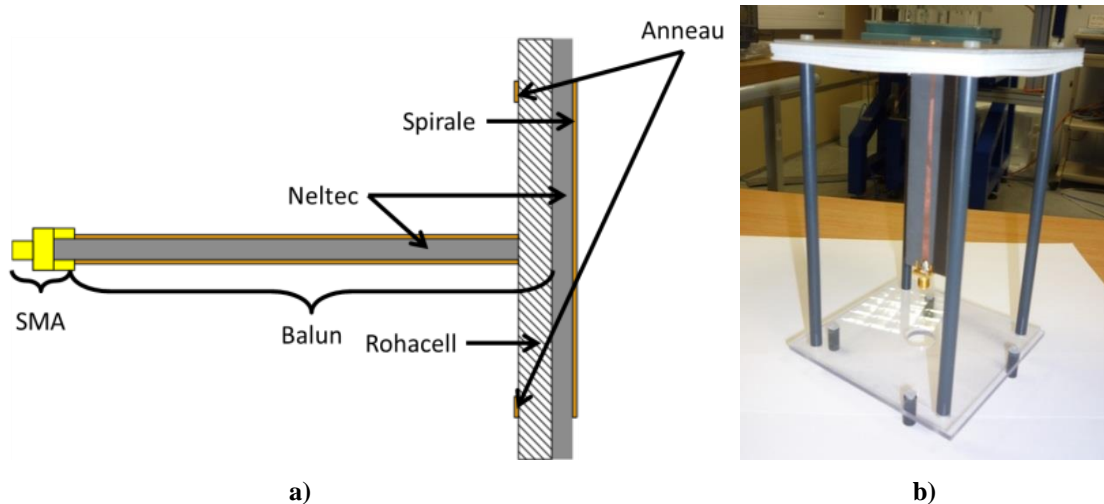 Anneau
Spirale
Neltec
SMA
Balun
Rohacell
a)
b)